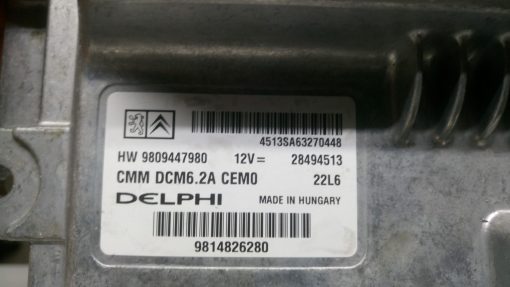 4513SA63270448
HW 9809447980 12V= 28494513
CMM DCM6.2A CEM0 22L6
DELPHI MADE IN HUNGARY
9814826280